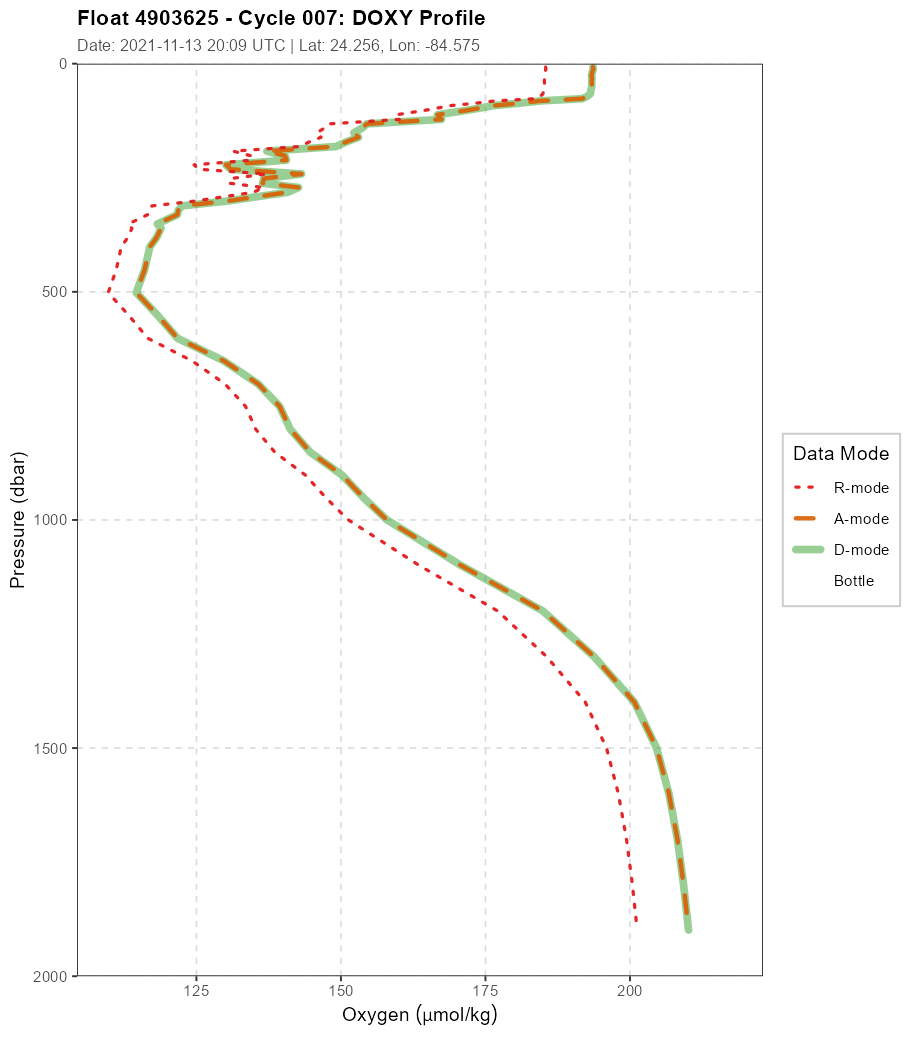 Float 4903625 - Cycle 007: DOXY Profile
Date: 2021-11-13 20:09 UTC | Lat: 24.256, Lon: -84.575
0
500
1000
1500
2000
Pressure (dbar)
125
150
175
200
Oxygen (μmol/kg)
Data Mode
R-mode
A-mode
D-mode
Bottle